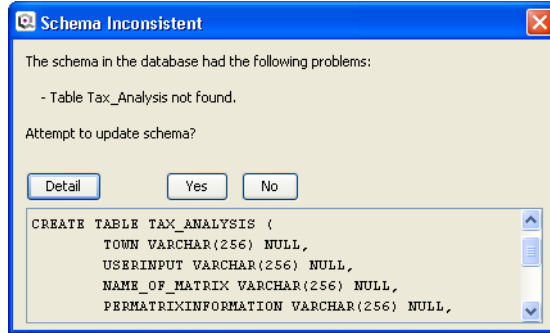 Schema Inconsistent
The schema in the database had the following problems:
- Table Tax_Analysis not found.
Attempt to update schema?
Detail Yes No
CREATE TABLE TAX_ANALYSIS (
TOWN VARCHAR(256) NULL,
USERINPUT VARCHAR(256) NULL,
NAME_OF_MATRIX VARCHAR(256) NULL,
PERMATRIXINFORMATION VARCHAR(256) NULL,